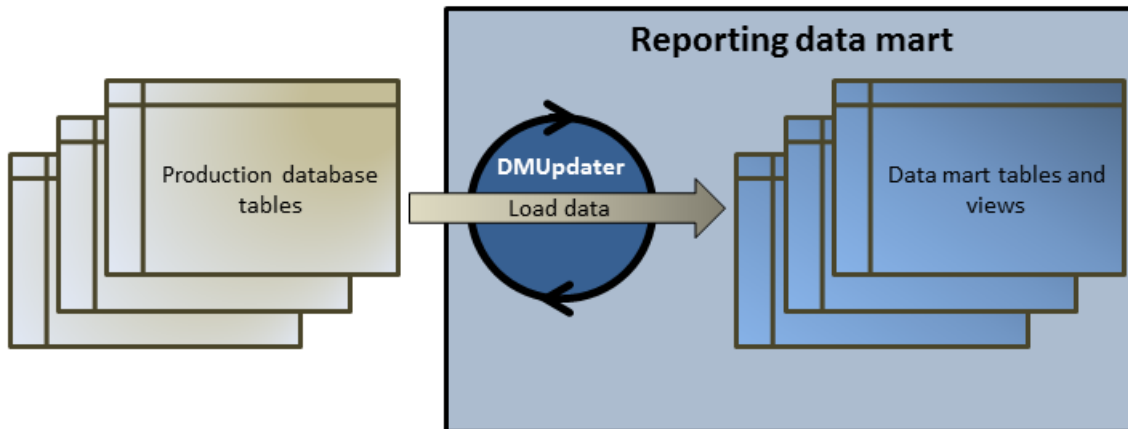 Reporting data mart
Production database
tables
DMUpdater
Load data
Data mart tables and
views